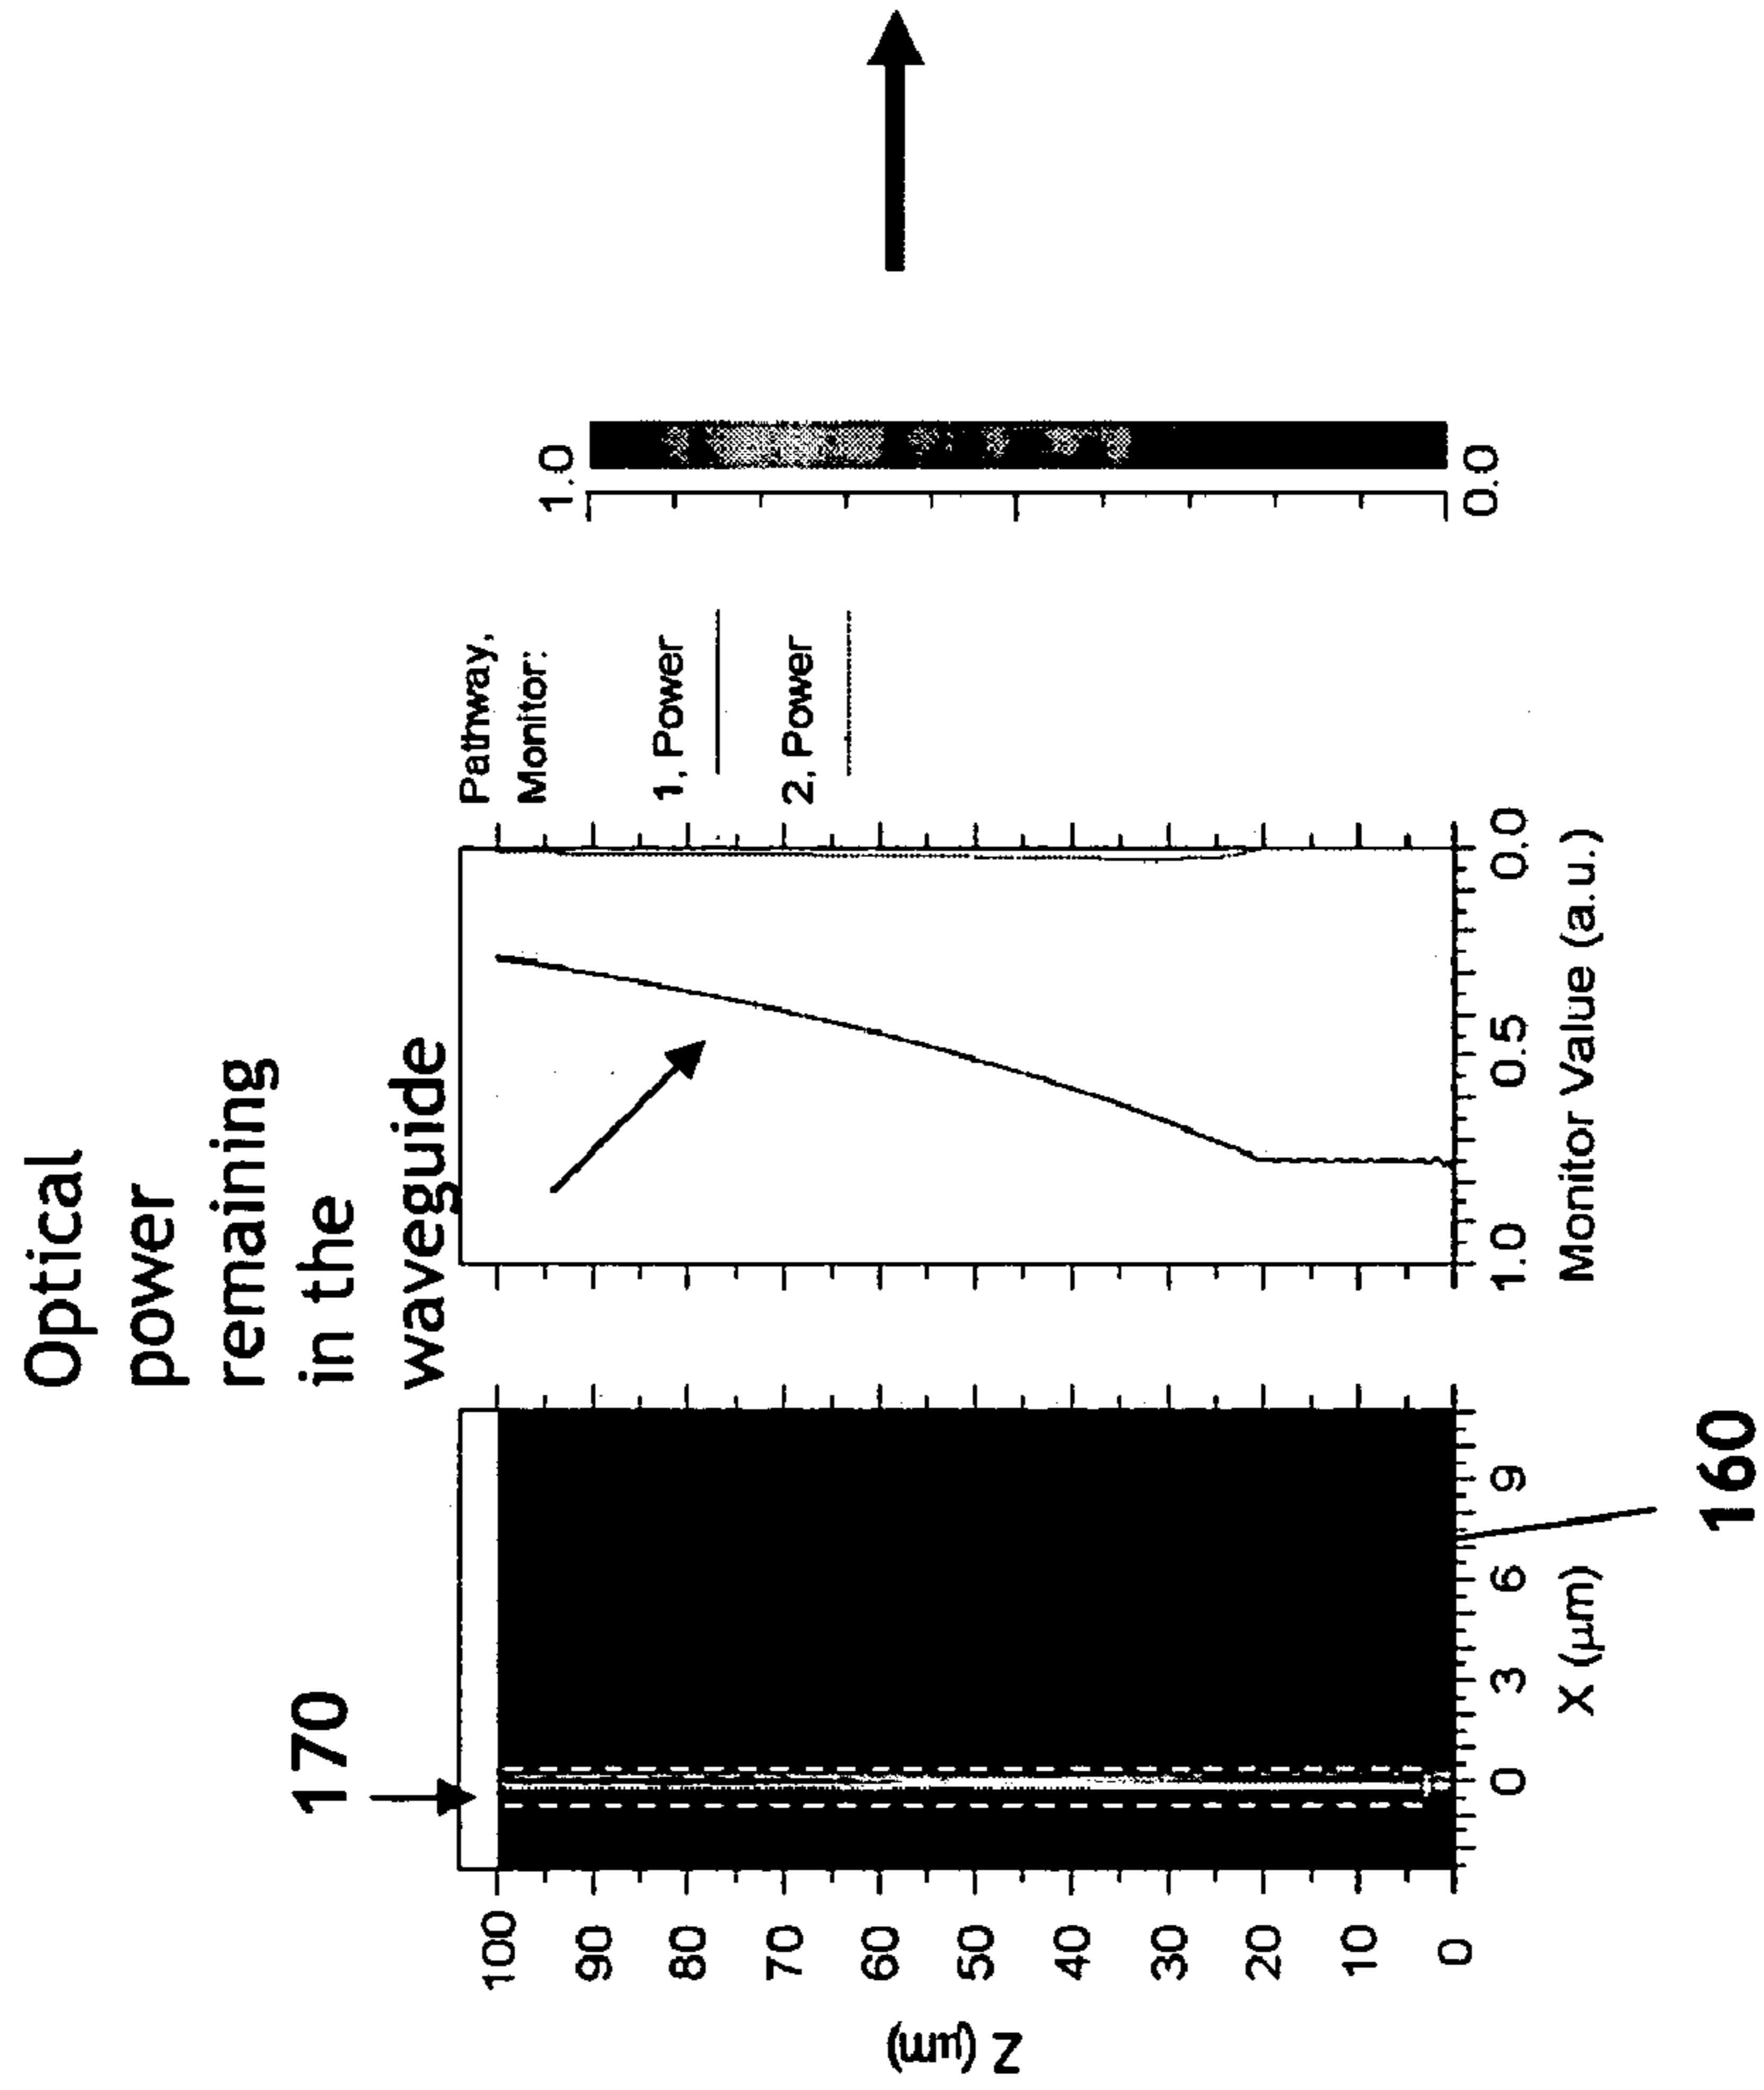 Optical
power
remaining
in the
waveguide
170
Z (μm)
100
90
80
70
60
50
40
30
20
10
0
0
3
6
9
X (μm)
160
1.0
0.5
0.0
Monitor Value (a.u.)
Pathway,
Monitor:
1, Power
2, Power
1.0
0.0